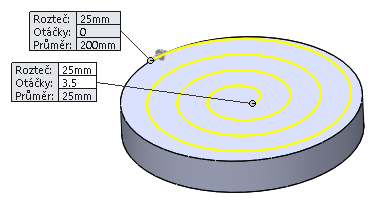 Rozteč: 25mm
Otáčky: 0
Průměr: 200mm
Rozteč: 25mm
Otáčky: 3.5
Průměr: 25mm